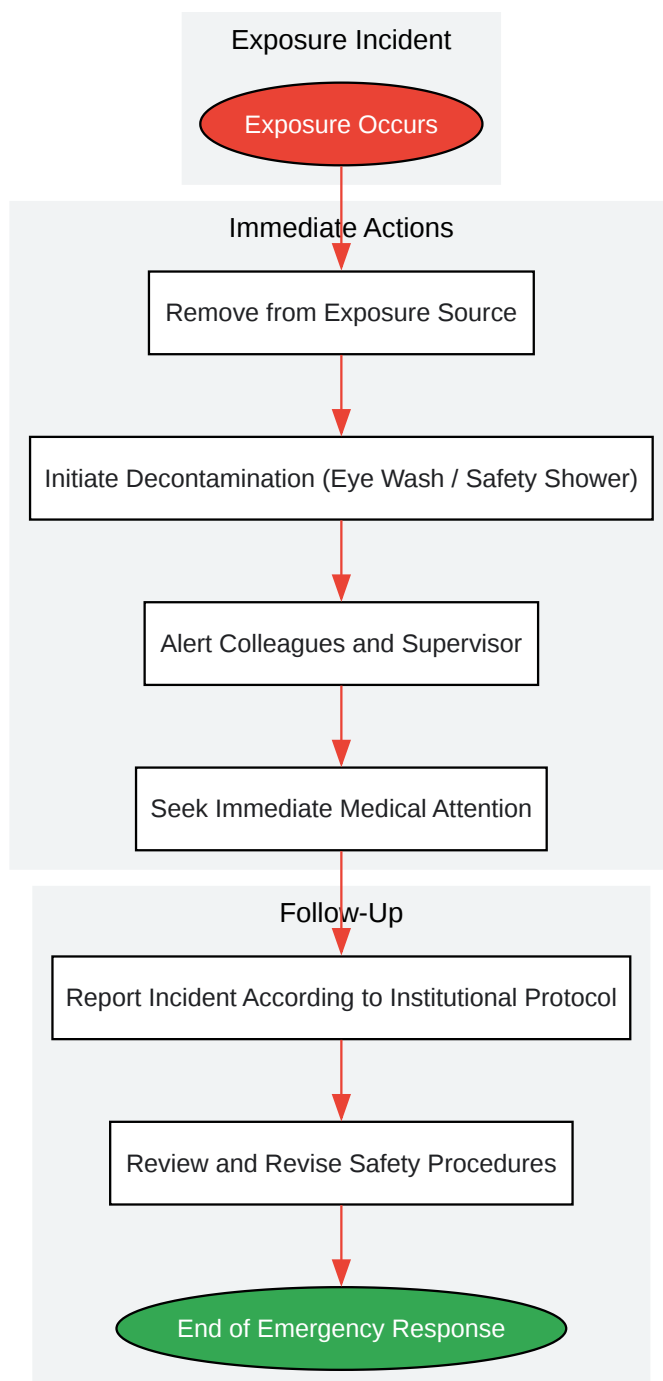 Exposure Incident
Exposure Occurs
Immediate Actions
Remove from Exposure Source
Initiate Decontamination (Eye Wash / Safety Shower)
Alert Colleagues and Supervisor
Seek Immediate Medical Attention
Follow-Up
Report Incident According to Institutional Protocol
Review and Revise Safety Procedures
End of Emergency Response